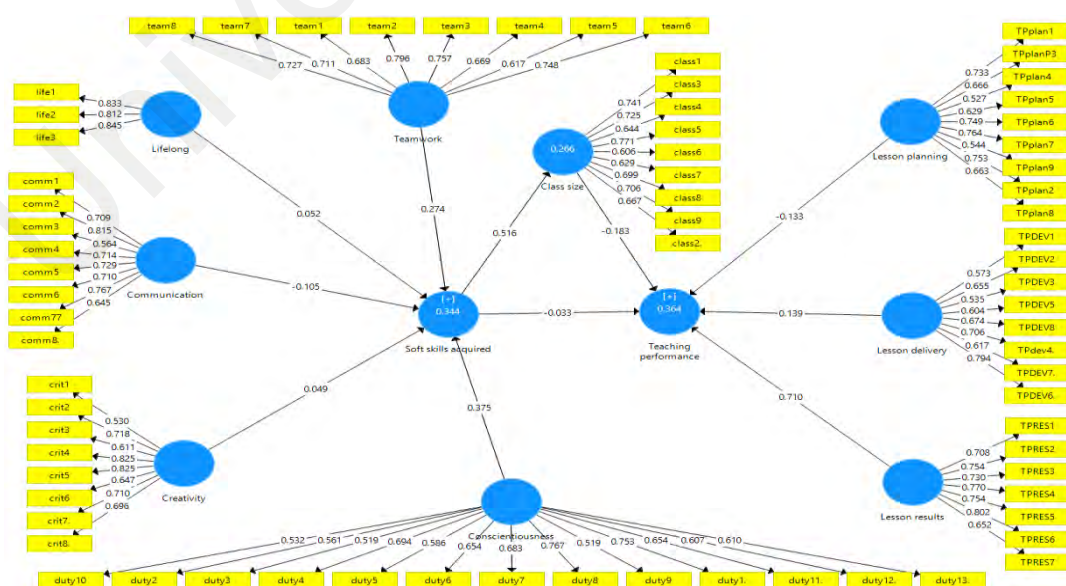 Univer
team8
team7
team1
team2
team3
team4
team5
team6
0.727
0.711
0.683
0.796
0.757
0.669
0.617
0.748
Teamwork
life1
life2
life3
0.833
0.812
0.845
Lifelong
class1
class3
class4
class5
class6
class7
class8
class9
class2.
0.741
0.725
0.644
0.771
0.606
0.629
0.699
0.706
0.667
0.266
Class size
TPplan1
TPplanP3
TPplan4
TPplan5
TPplan6
TPplan7
TPplan9
TPplan2
TPplan8
0.733
0.666
0.527
0.629
0.749
0.764
0.544
0.753
0.663
Lesson planning
comm1
comm2
comm3
comm4
comm5
comm6
comm77
comm8.
0.709
0.815
0.564
0.714
0.729
0.710
0.767
0.645
Communication
0.052
0.274
0.516
-0.183
-0.133
-0.105
[+]
0.344
Soft skills acquired
-0.033
[+]
0.364
Teaching
performance
0.139
TPDEV1
TPDEV2
TPDEV3
TPDEV5
TPDEV8
TPdev4.
TPDEV7.
TPDEV6.
0.573
0.655
0.535
0.604
0.674
0.706
0.617
0.794
Lesson delivery
0.049
0.375
0.710
crit1
crit2
crit3
crit4
crit5
crit6
crit7.
crit8.
0.530
0.718
0.611
0.825
0.825
0.647
0.710
0.696
Creativity
TPRES1
TPRES2
TPRES3
TPRES4
TPRES5
TPRES6
TPRES7
0.708
0.754
0.730
0.770
0.754
0.802
0.652
Lesson results
Conscientiousness
0.532
0.561
0.519
0.694
0.586
0.654
0.683
0.767
0.519
0.753
0.654
0.607
0.610
duty10
duty2
duty3
duty4
duty5
duty6
duty7
duty8
duty9
duty1.
duty11.
duty12.
duty13.